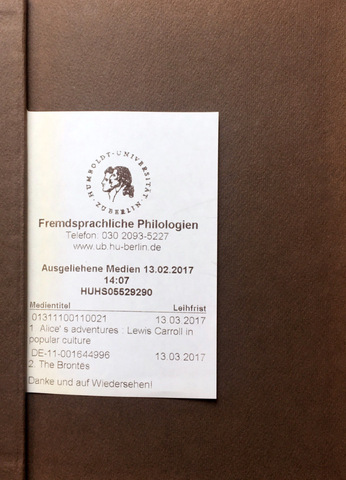 HUMBOLDT-UNIVERSITÄT ZU BERLIN
Fremdsprachliche Philologien
Telefon: 030 2093-5227
www.ub.hu-berlin.de
Ausgeliehene Medien 13.02.2017
14:07
HUHS05529290
Medientitel Leihfrist
01311100110021 13.03.2017
1. Alice' s adventures : Lewis Carroll in
popular culture
DE-11-001644996 13.03.2017
2. The Brontës
Danke und auf Wiedersehen!